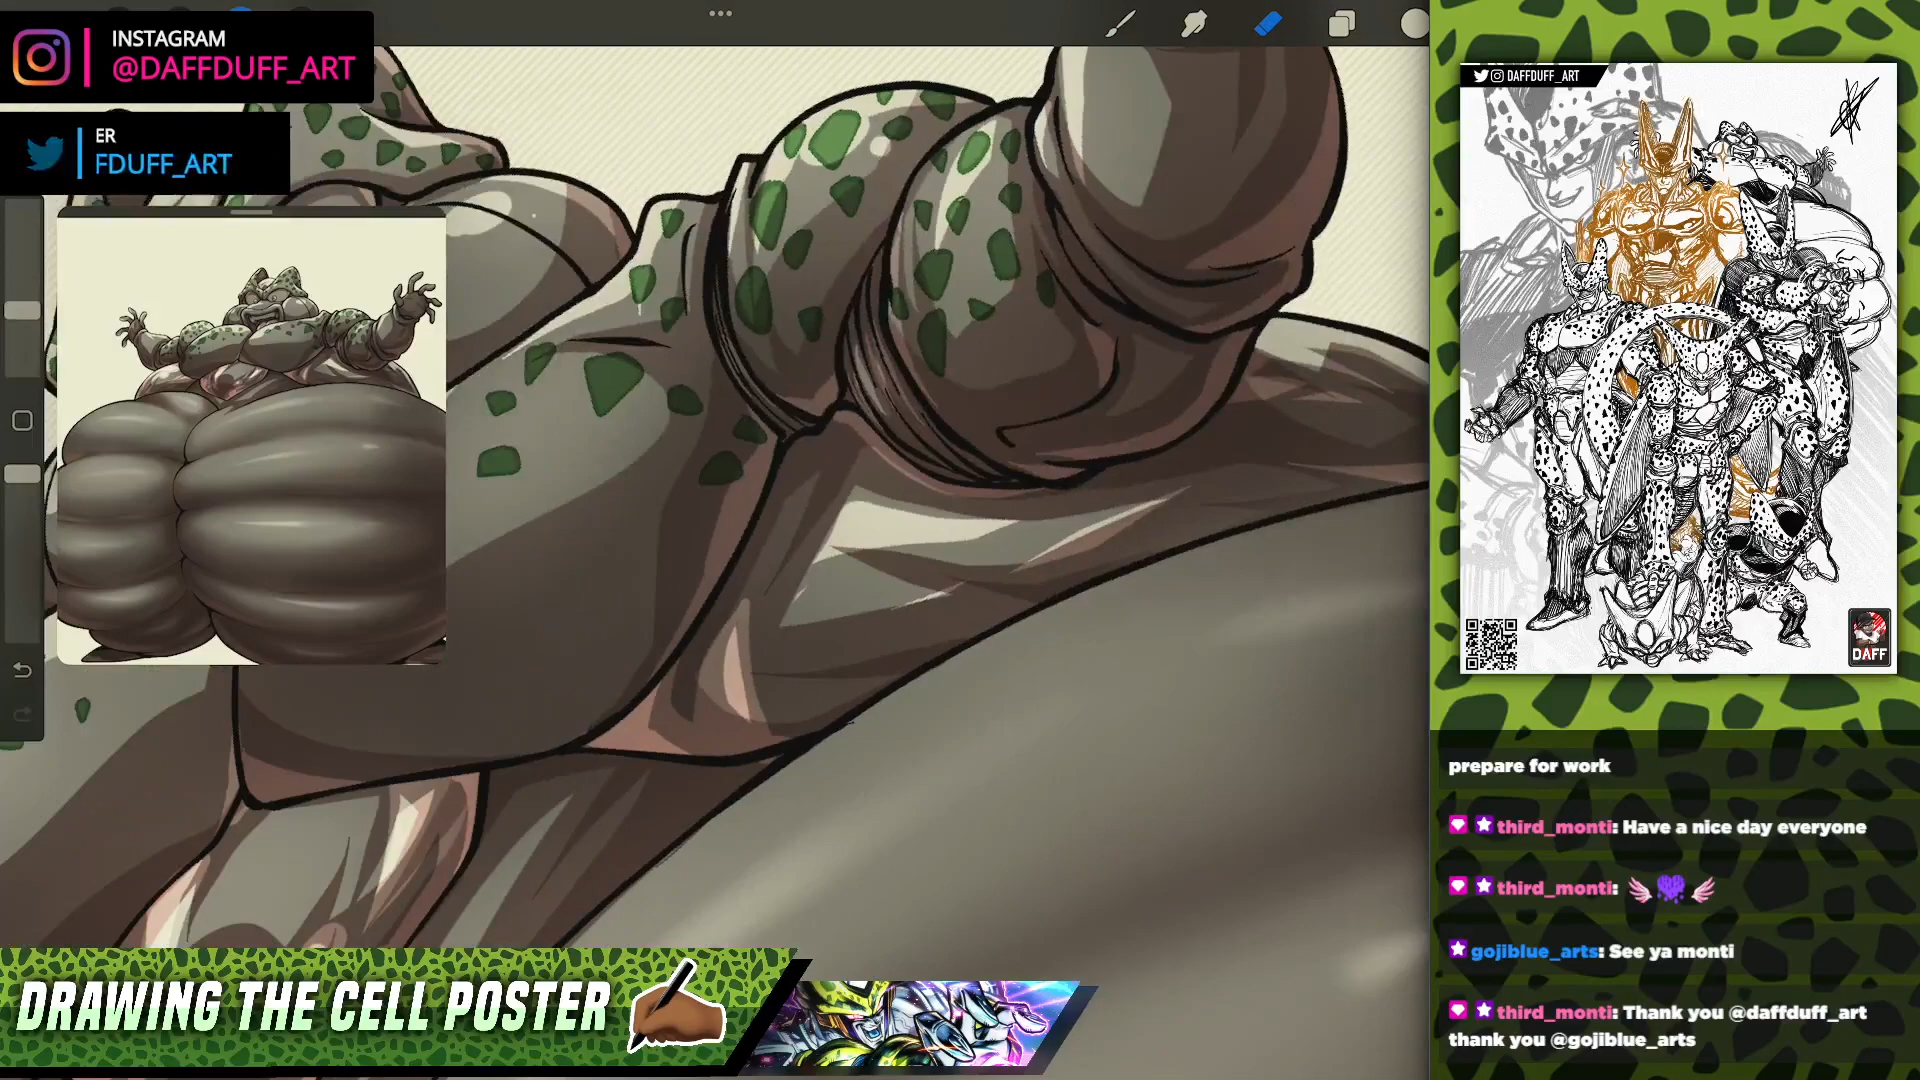 INSTAGRAM
@DAFFDUFF_ART
ER
FDUFF_ART
DAFFDUFF_ART
DAFF
prepare for work
third_monti: Have a nice day everyone
third_monti:
gojiblue_arts: See ya monti
third_monti: Thank you @daffduff_art
thank you @gojiblue_arts
DRAWING THE CELL POSTER